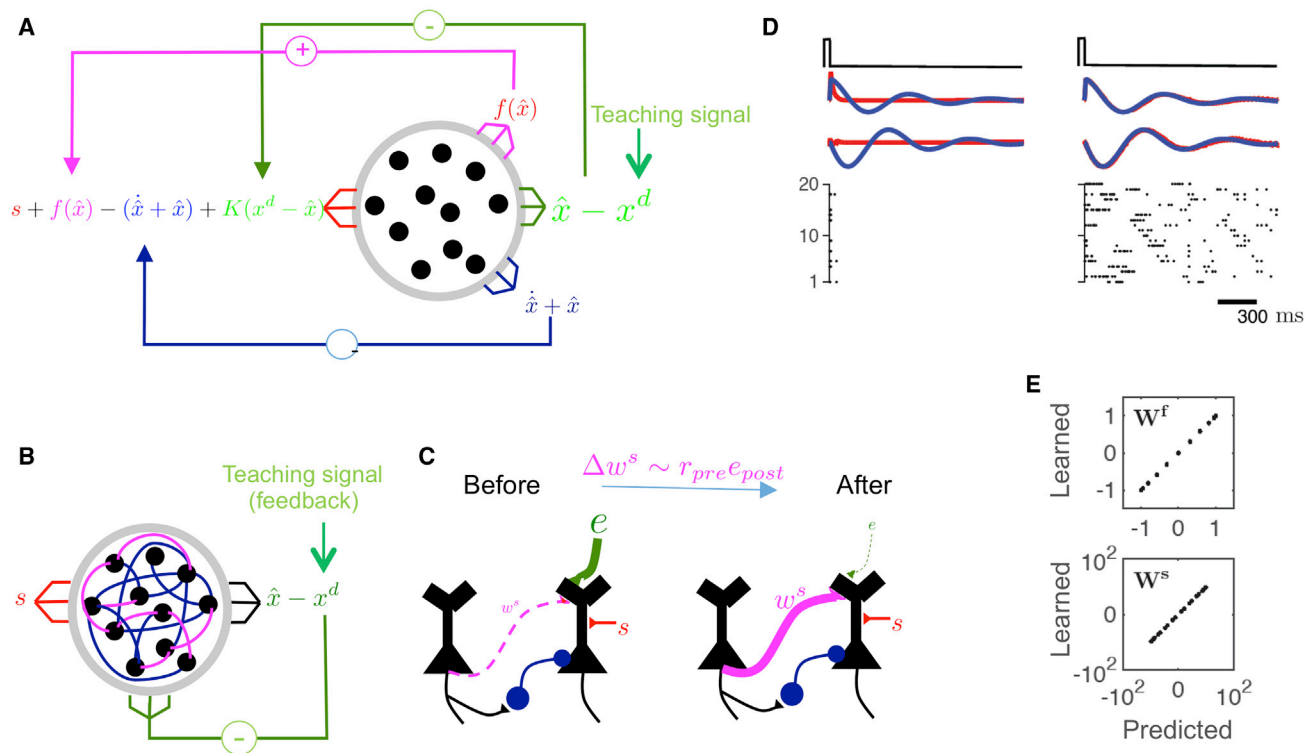 A
-
+
f(x̂)
Teaching signal
s + f(x̂) − (x̂̇ + x̂) + K(x^d − x̂)
x̂ − x^d
x̂̇ + x̂
-
B
Teaching signal
(feedback)
s
x̂ − x^d
-
C
Before
Δw^s ∼ r_pre e_post
After
e
w^s
s
e
w^s
s
D
20
10
1
300 ms
E
W^f
Learned
1
0
-1
-1 0 1
W^s
Learned
10^2
0
-10^2
-10^2 0 10^2
Predicted